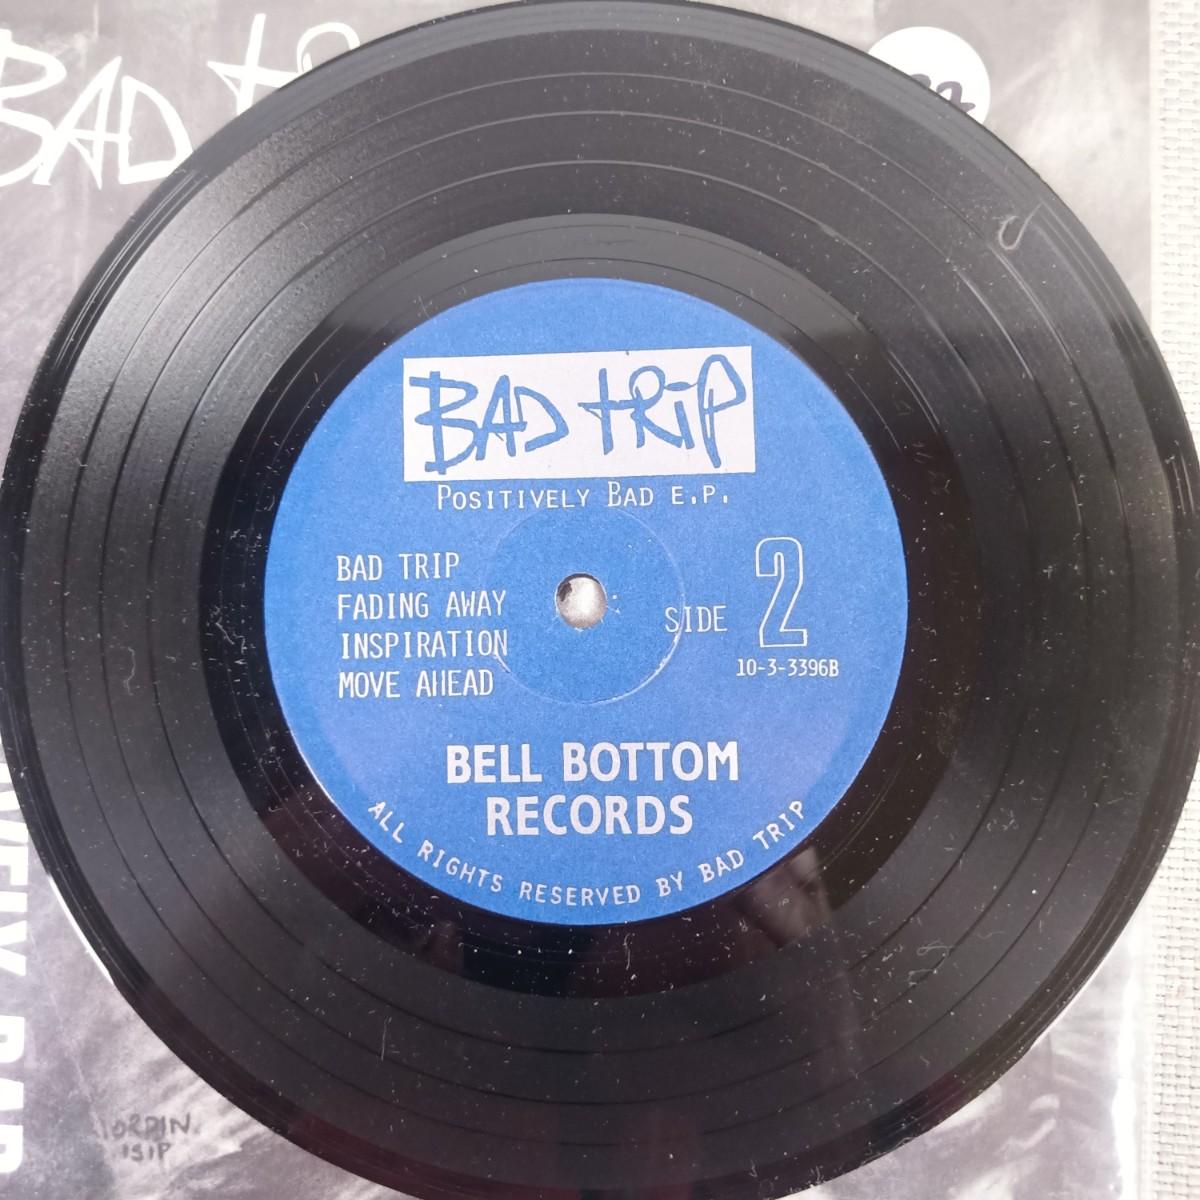 BAD
BAD TRiP
POSITIVELY BAD E.P.
BAD TRIP
FADING AWAY
INSPIRATION
MOVE AHEAD
SIDE 2
10-3-3396B
BELL BOTTOM
RECORDS
ALL RIGHTS RESERVED BY BAD TRIP
BAD